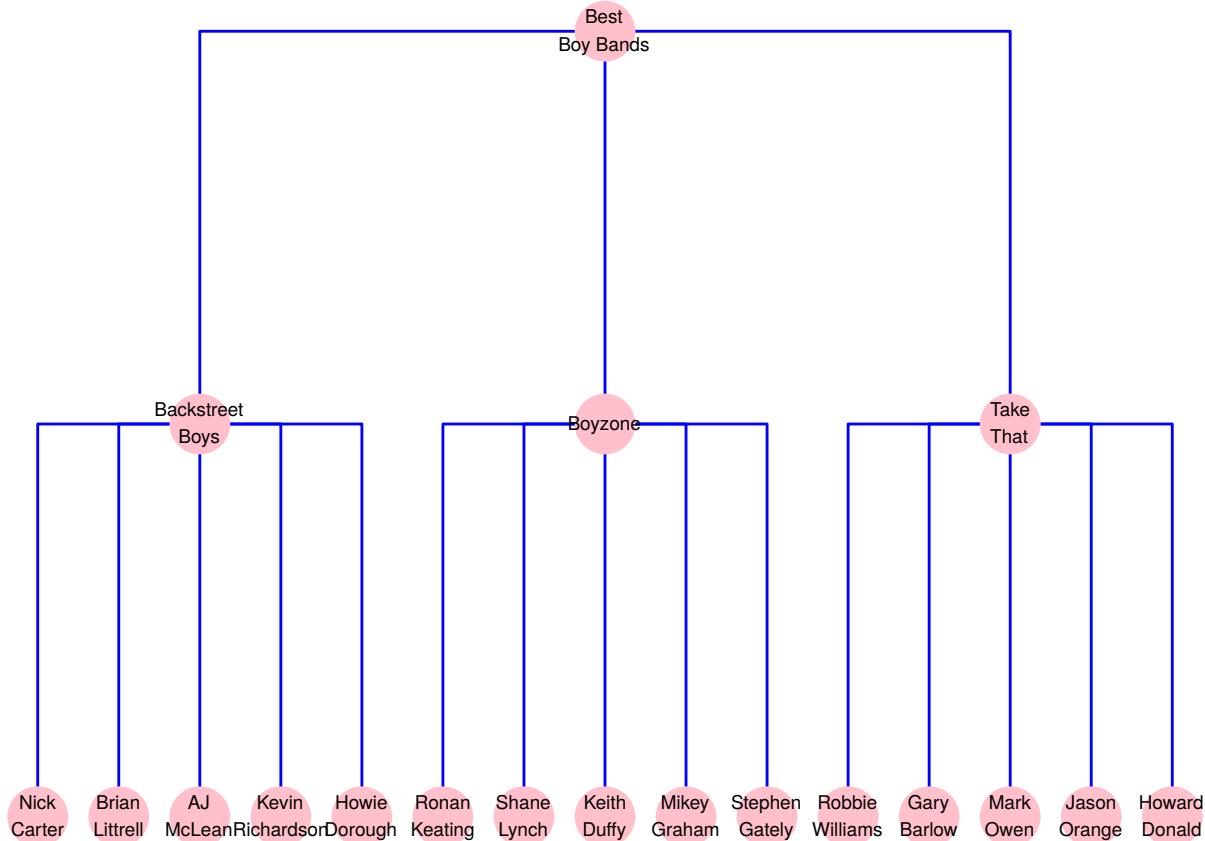 Best
Boy Bands
Backstreet
Boys
Boyzone
Take
That
Nick
Carter
Brian
Littrell
AJ
McLean
Kevin
Richardson
Howie
Dorough
Ronan
Keating
Shane
Lynch
Keith
Duffy
Mikey
Graham
Stephen
Gately
Robbie
Williams
Gary
Barlow
Mark
Owen
Jason
Orange
Howard
Donald